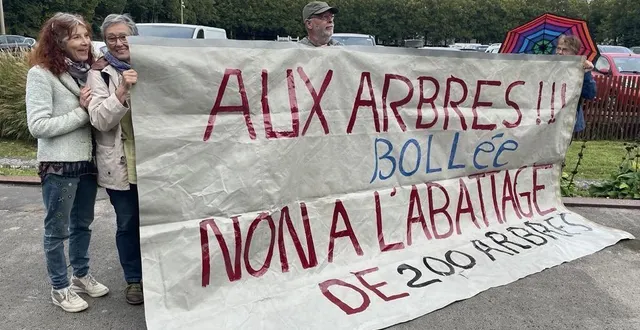 AUX ARBRES !!!
BOLLÉE
NON A L'ABATTAGE
DE 200 ARBRES